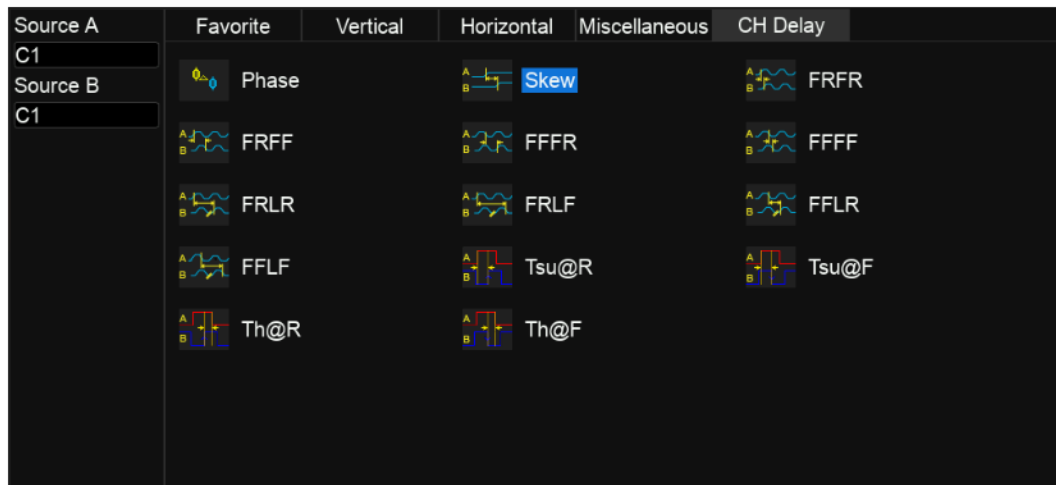 Source A
C1
Source B
C1
Favorite Vertical Horizontal Miscellaneous CH Delay
Phase A B Skew A B FRFR
A B FRFF A B FFFR A B FFFF
A B FRLR A B FRLF A B FFLR
A B FFLF A B Tsu@R A B Tsu@F
A B Th@R A B Th@F